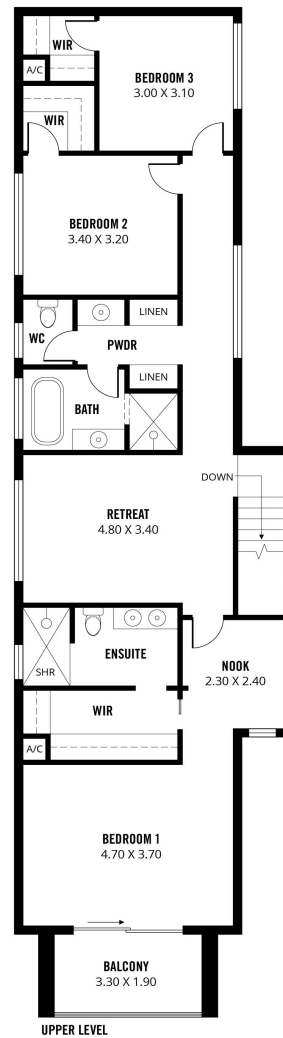 WIR
A/C
BEDROOM 3
3.00 X 3.10
WIR
BEDROOM 2
3.40 X 3.20
LINEN
WC
PWDR
LINEN
BATH
DOWN
RETREAT
4.80 X 3.40
ENSUITE
NOOK
2.30 X 2.40
SHR
WIR
A/C
BEDROOM 1
4.70 X 3.70
BALCONY
3.30 X 1.90
UPPER LEVEL